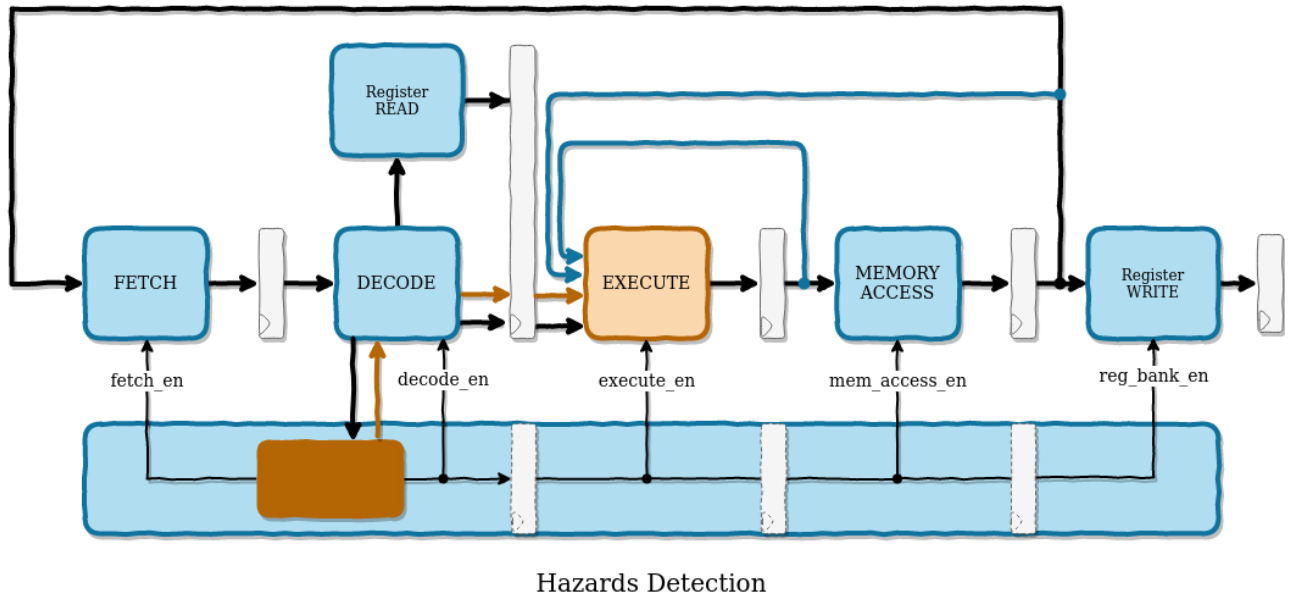 Register
READ
FETCH
DECODE
EXECUTE
MEMORY
ACCESS
Register
WRITE
fetch_en
decode_en
execute_en
mem_access_en
reg_bank_en
Hazards Detection